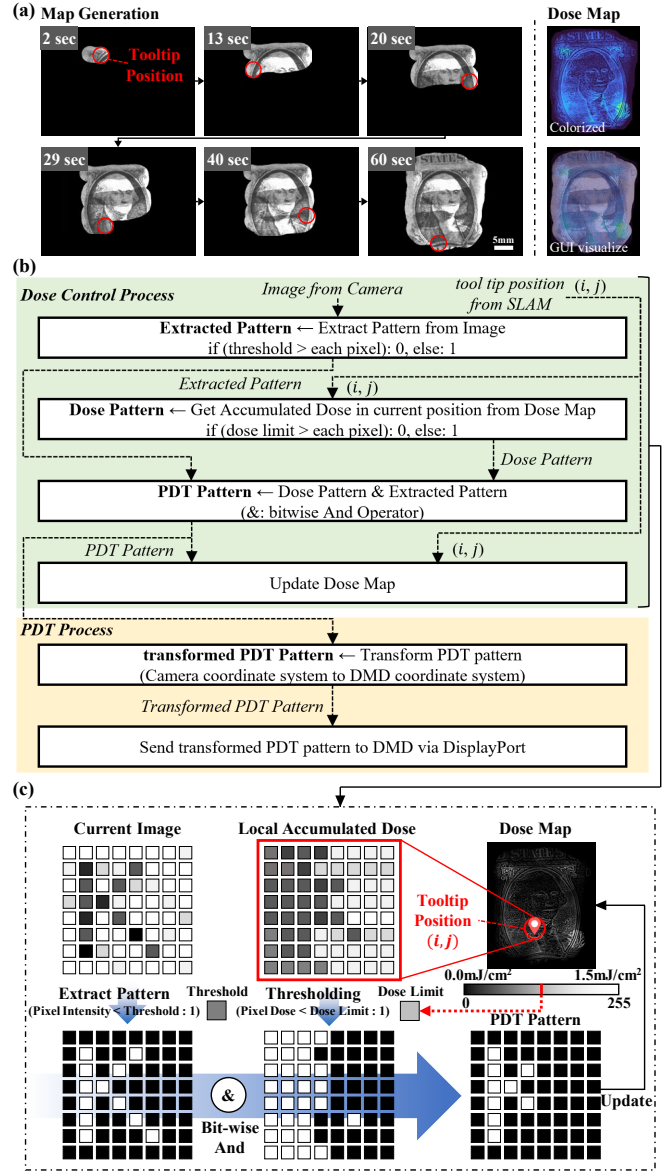 (a) Map Generation
Dose Map
2 sec
13 sec
20 sec
Tooltip
Position
Colorized
29 sec
40 sec
60 sec
STATES
5mm
GUI visualize
(b)
Dose Control Process
Image from Camera
tool tip position
from SLAM
(i, j)
Extracted Pattern ← Extract Pattern from Image
if (threshold > each pixel): 0, else: 1
Extracted Pattern
(i, j)
Dose Pattern ← Get Accumulated Dose in current position from Dose Map
if (dose limit > each pixel): 0, else: 1
Dose Pattern
PDT Pattern ← Dose Pattern & Extracted Pattern
(&: bitwise And Operator)
PDT Pattern
(i, j)
Update Dose Map
PDT Process
transformed PDT Pattern ← Transform PDT pattern
(Camera coordinate system to DMD coordinate system)
Transformed PDT Pattern
Send transformed PDT pattern to DMD via DisplayPort
(c)
Current Image
Local Accumulated Dose
Dose Map
Tooltip
Position
(i,j)
0.0mJ/cm²
1.5mJ/cm²
0
255
Extract Pattern
(Pixel Intensity < Threshold : 1)
Threshold
Thresholding
(Pixel Dose < Dose Limit : 1)
Dose Limit
PDT Pattern
&
Bit-wise
And
Update